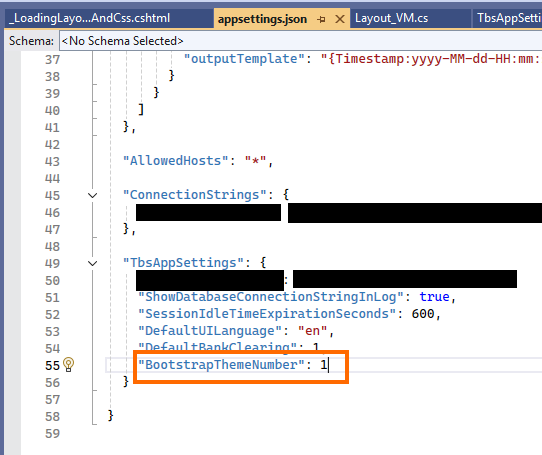 _LoadingLayo...AndCss.cshtml
appsettings.json
Layout_VM.cs
TbsAppSetti
Schema: <No Schema Selected>
37 "outputTemplate": "{Timestamp:yyyy-MM-dd-HH:mm:
38 }
39 }
40 ]
41 },
42
43 "AllowedHosts": "*",
44
45 "ConnectionStrings": {
46
47 },
48
49 "TbsAppSettings": {
50 :
51 "ShowDatabaseConnectionStringInLog": true,
52 "SessionIdleTimeExpirationSeconds": 600,
53 "DefaultUILanguage": "en",
54 "DefaultBankClearing": 1,
55 "BootstrapThemeNumber": 1
56 }
57
58 }
59